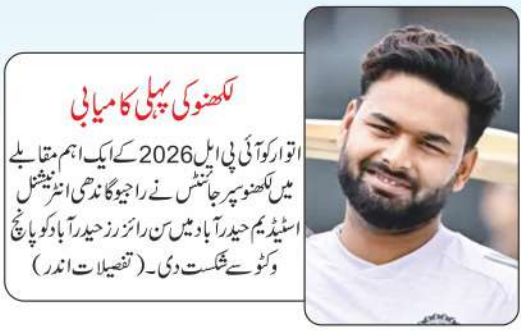 لکھنو کی پہلی کامیابی
اتوار کو آئی پی ایل 2026 کے ایک اہم مقابلے
میں لکھنو سپر جائنٹس نے راجیو گاندھی انٹرنیشنل
اسٹیڈیم حیدرآباد میں سن رائزرز حیدرآباد کو پانچ
وکٹو سے شکست دی۔ (تفصیلات اندر)